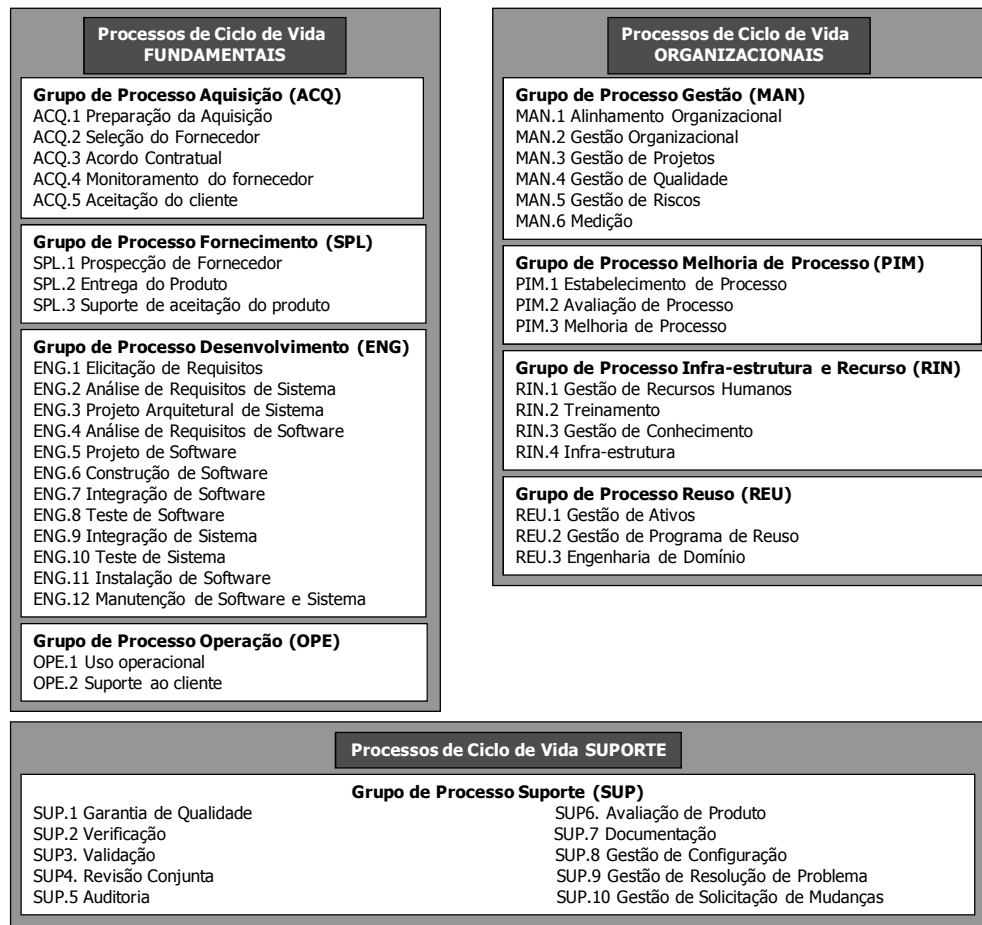 Processos de Ciclo de Vida
FUNDAMENTAIS
Grupo de Processo Aquisição (ACQ)
ACQ.1 Preparação da Aquisição
ACQ.2 Seleção do Fornecedor
ACQ.3 Acordo Contratual
ACQ.4 Monitoramento do fornecedor
ACQ.5 Aceitação do cliente
Grupo de Processo Fornecimento (SPL)
SPL.1 Prospecção de Fornecedor
SPL.2 Entrega do Produto
SPL.3 Suporte de aceitação do produto
Grupo de Processo Desenvolvimento (ENG)
ENG.1 Elicitação de Requisitos
ENG.2 Análise de Requisitos de Sistema
ENG.3 Projeto Arquitetural de Sistema
ENG.4 Análise de Requisitos de Software
ENG.5 Projeto de Software
ENG.6 Construção de Software
ENG.7 Integração de Software
ENG.8 Teste de Software
ENG.9 Integração de Sistema
ENG.10 Teste de Sistema
ENG.11 Instalação de Software
ENG.12 Manutenção de Software e Sistema
Grupo de Processo Operação (OPE)
OPE.1 Uso operacional
OPE.2 Suporte ao cliente
Processos de Ciclo de Vida
ORGANIZACIONAIS
Grupo de Processo Gestão (MAN)
MAN.1 Alinhamento Organizacional
MAN.2 Gestão Organizacional
MAN.3 Gestão de Projetos
MAN.4 Gestão de Qualidade
MAN.5 Gestão de Riscos
MAN.6 Medição
Grupo de Processo Melhoria de Processo (PIM)
PIM.1 Estabelecimento de Processo
PIM.2 Avaliação de Processo
PIM.3 Melhoria de Processo
Grupo de Processo Infra-estrutura e Recurso (RIN)
RIN.1 Gestão de Recursos Humanos
RIN.2 Treinamento
RIN.3 Gestão de Conhecimento
RIN.4 Infra-estrutura
Grupo de Processo Reuso (REU)
REU.1 Gestão de Ativos
REU.2 Gestão de Programa de Reuso
REU.3 Engenharia de Domínio
Processos de Ciclo de Vida SUPORTE
Grupo de Processo Suporte (SUP)
SUP.1 Garantia de Qualidade
SUP.2 Verificação
SUP3. Validação
SUP4. Revisão Conjunta
SUP.5 Auditoria
SUP6. Avaliação de Produto
SUP.7 Documentação
SUP.8 Gestão de Configuração
SUP.9 Gestão de Resolução de Problema
SUP.10 Gestão de Solicitação de Mudanças